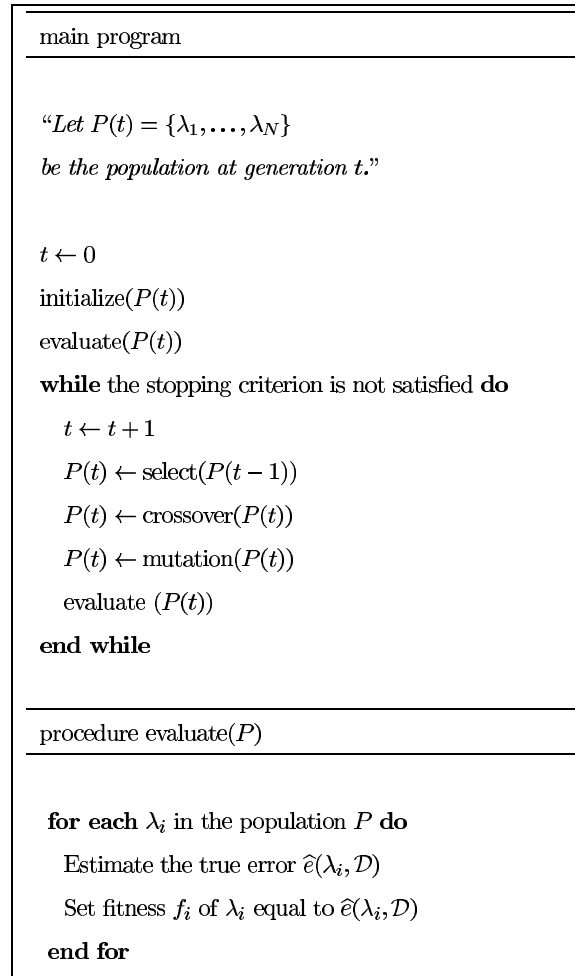 main program
“Let P(t) = {λ₁, . . . , λ_N}
be the population at generation t.”
t ← 0
initialize(P(t))
evaluate(P(t))
while the stopping criterion is not satisfied do
t ← t + 1
P(t) ← select(P(t − 1))
P(t) ← crossover(P(t))
P(t) ← mutation(P(t))
evaluate (P(t))
end while
procedure evaluate(P)
for each λᵢ in the population P do
Estimate the true error ê(λᵢ, 𝒟)
Set fitness fᵢ of λᵢ equal to ê(λᵢ, 𝒟)
end for